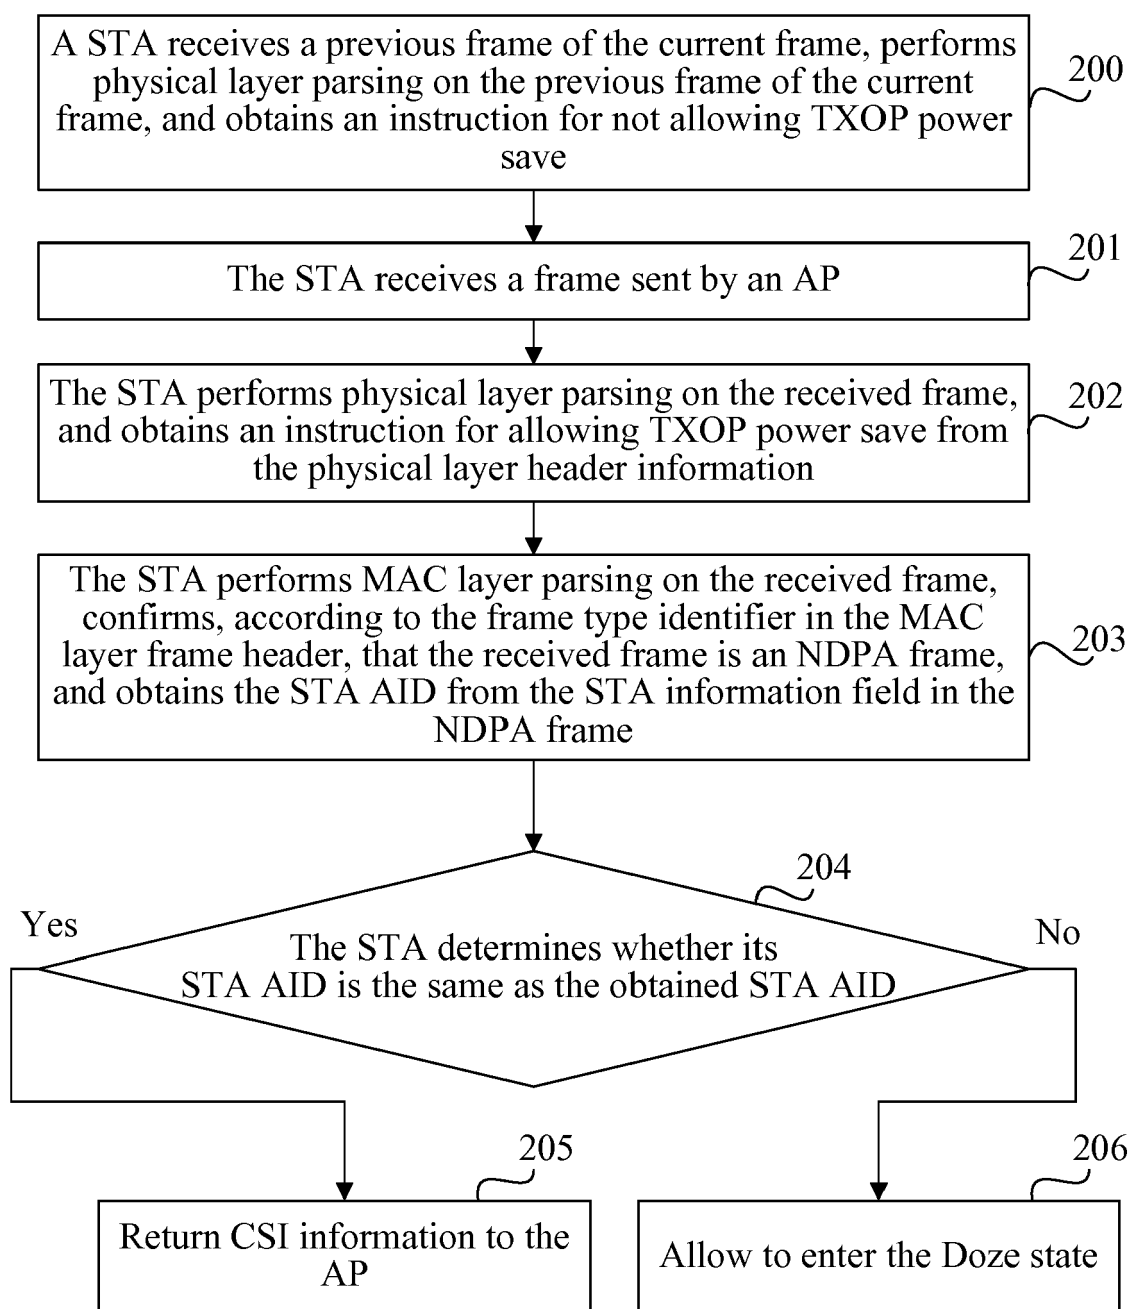 A STA receives a previous frame of the current frame, performs
physical layer parsing on the previous frame of the current
frame, and obtains an instruction for not allowing TXOP power
save
200
The STA receives a frame sent by an AP
201
The STA performs physical layer parsing on the received frame,
and obtains an instruction for allowing TXOP power save from
the physical layer header information
202
The STA performs MAC layer parsing on the received frame,
confirms, according to the frame type identifier in the MAC
layer frame header, that the received frame is an NDPA frame,
and obtains the STA AID from the STA information field in the
NDPA frame
203
204
Yes
No
The STA determines whether its
STA AID is the same as the obtained STA AID
205
Return CSI information to the
AP
206
Allow to enter the Doze state